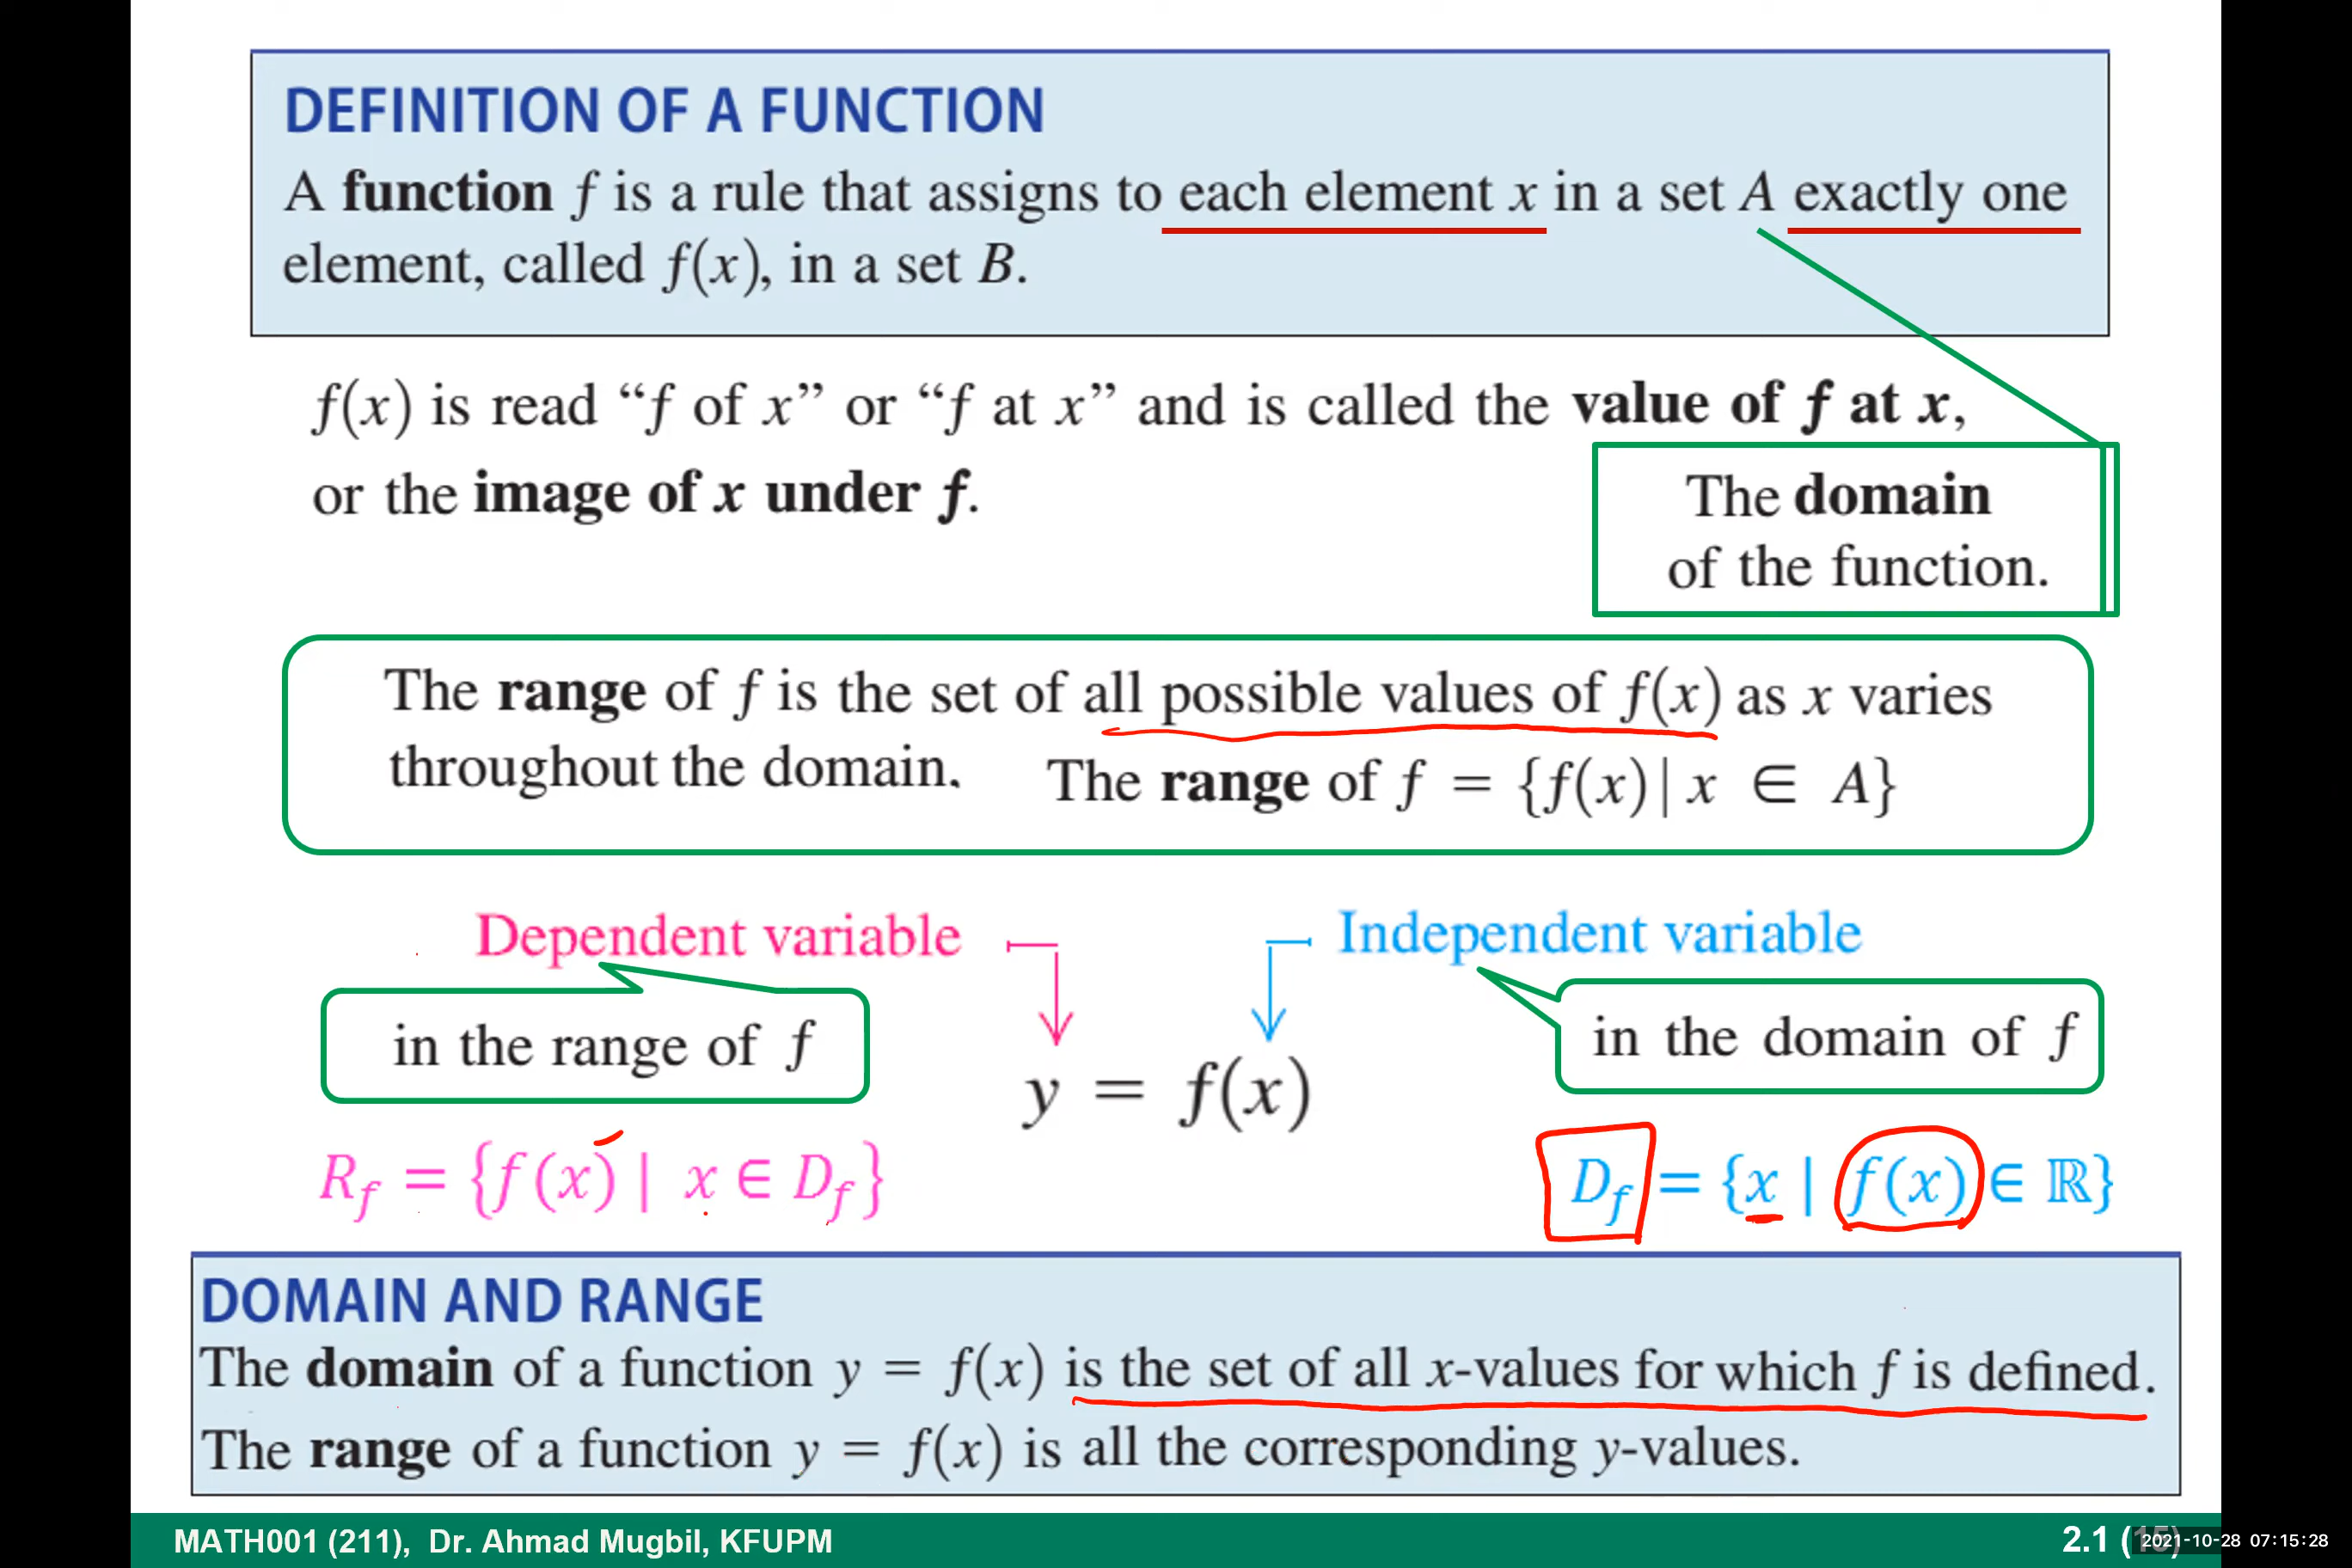 DEFINITION OF A FUNCTION
A function f is a rule that assigns to each element x in a set A exactly one
element, called f(x), in a set B.
f(x) is read “f of x” or “f at x” and is called the value of f at x,
or the image of x under f.
The domain
of the function.
The range of f is the set of all possible values of f(x) as x varies
throughout the domain. The range of f = {f(x) | x ∈ A}
Dependent variable
Independent variable
in the range of f
in the domain of f
y = f(x)
R_f = {f(x) | x ∈ D_f}
D_f = {x | f(x) ∈ ℝ}
DOMAIN AND RANGE
The domain of a function y = f(x) is the set of all x-values for which f is defined.
The range of a function y = f(x) is all the corresponding y-values.
MATH001 (211), Dr. Ahmad Mugbil, KFUPM
2.1
2021-10-28 07:15:28